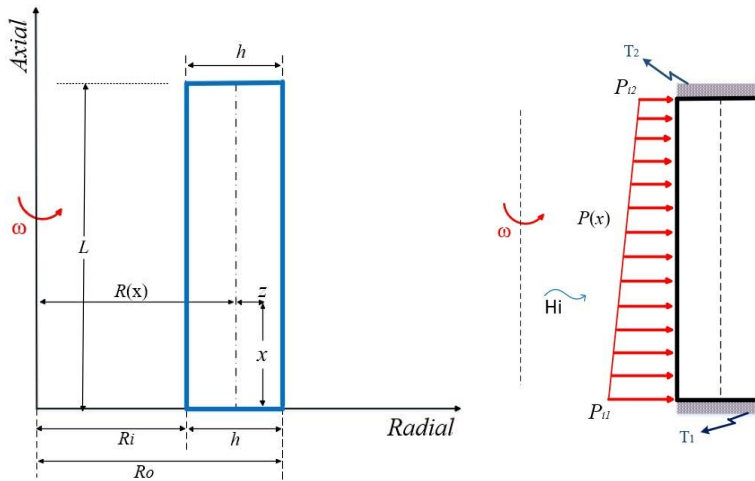 Axial
h
ω
L
R(x)
z
x
Ri
h
Ro
Radial
T2
Pi2
P(x)
ω
Hi
Pi1
T1